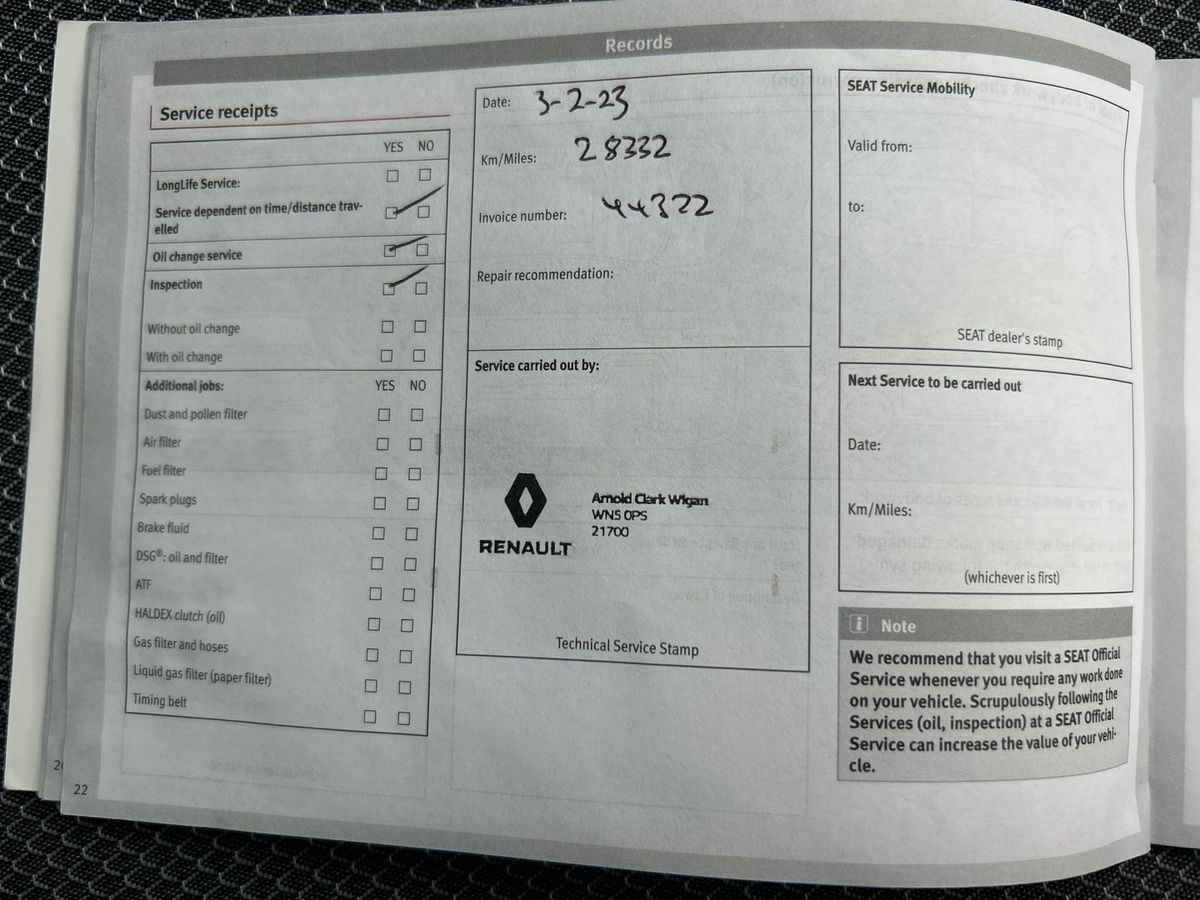 Records
Service receipts
YES NO
LongLife Service:
Service dependent on time/distance trav-
elled
Oil change service
Inspection
Without oil change
With oil change
Additional jobs: YES NO
Dust and pollen filter
Air filter
Fuel filter
Spark plugs
Brake fluid
DSG®: oil and filter
ATF
HALDEX clutch (oil)
Gas filter and hoses
Liquid gas filter (paper filter)
Timing belt
Date: 3-2-23
Km/Miles: 28332
Invoice number: 44322
Repair recommendation:
Service carried out by:
RENAULT
Arnold Clark Wigan
WN5 0PS
21700
Technical Service Stamp
SEAT Service Mobility
Valid from:
to:
SEAT dealer's stamp
Next Service to be carried out
Date:
Km/Miles:
(whichever is first)
i Note
We recommend that you visit a SEAT Official
Service whenever you require any work done
on your vehicle. Scrupulously following the
Services (oil, inspection) at a SEAT Official
Service can increase the value of your vehi-
cle.
22